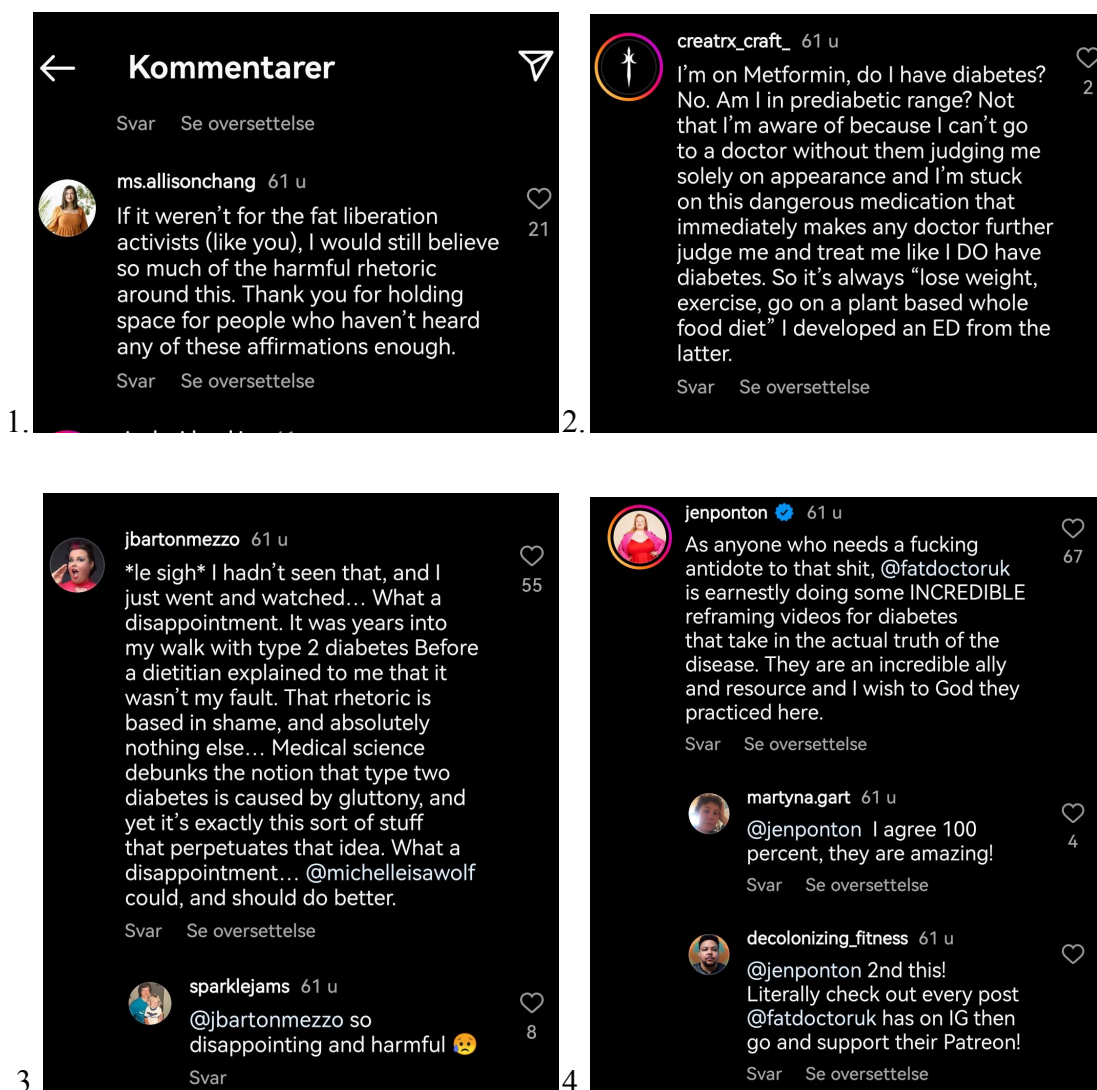 Kommentarer
Svar Se oversettelse
ms.allisonchang 61 u
If it weren’t for the fat liberation
activists (like you), I would still believe
so much of the harmful rhetoric
around this. Thank you for holding
space for people who haven’t heard
any of these affirmations enough.
21
Svar Se oversettelse
1.
creatrx_craft_ 61 u
I’m on Metformin, do I have diabetes?
No. Am I in prediabetic range? Not
that I’m aware of because I can’t go
to a doctor without them judging me
solely on appearance and I’m stuck
on this dangerous medication that
immediately makes any doctor further
judge me and treat me like I DO have
diabetes. So it’s always “lose weight,
exercise, go on a plant based whole
food diet” I developed an ED from the
latter.
2
Svar Se oversettelse
2.
jbartonmezzo 61 u
*le sigh* I hadn’t seen that, and I
just went and watched... What a
disappointment. It was years into
my walk with type 2 diabetes Before
a dietitian explained to me that it
wasn’t my fault. That rhetoric is
based in shame, and absolutely
nothing else... Medical science
debunks the notion that type two
diabetes is caused by gluttony, and
yet it’s exactly this sort of stuff
that perpetuates that idea. What a
disappointment... @michelleisawolf
could, and should do better.
55
Svar Se oversettelse
sparklejams 61 u
@jbartonmezzo so
disappointing and harmful 😥
8
Svar
3
jenponton 61 u
As anyone who needs a fucking
antidote to that shit, @fatdoctoruk
is earnestly doing some INCREDIBLE
reframing videos for diabetes
that take in the actual truth of the
disease. They are an incredible ally
and resource and I wish to God they
practiced here.
67
Svar Se oversettelse
martyna.gart 61 u
@jenponton I agree 100
percent, they are amazing!
4
Svar Se oversettelse
decolonizing_fitness 61 u
@jenponton 2nd this!
Literally check out every post
@fatdoctoruk has on IG then
go and support their Patreon!
Svar Se oversettelse
4